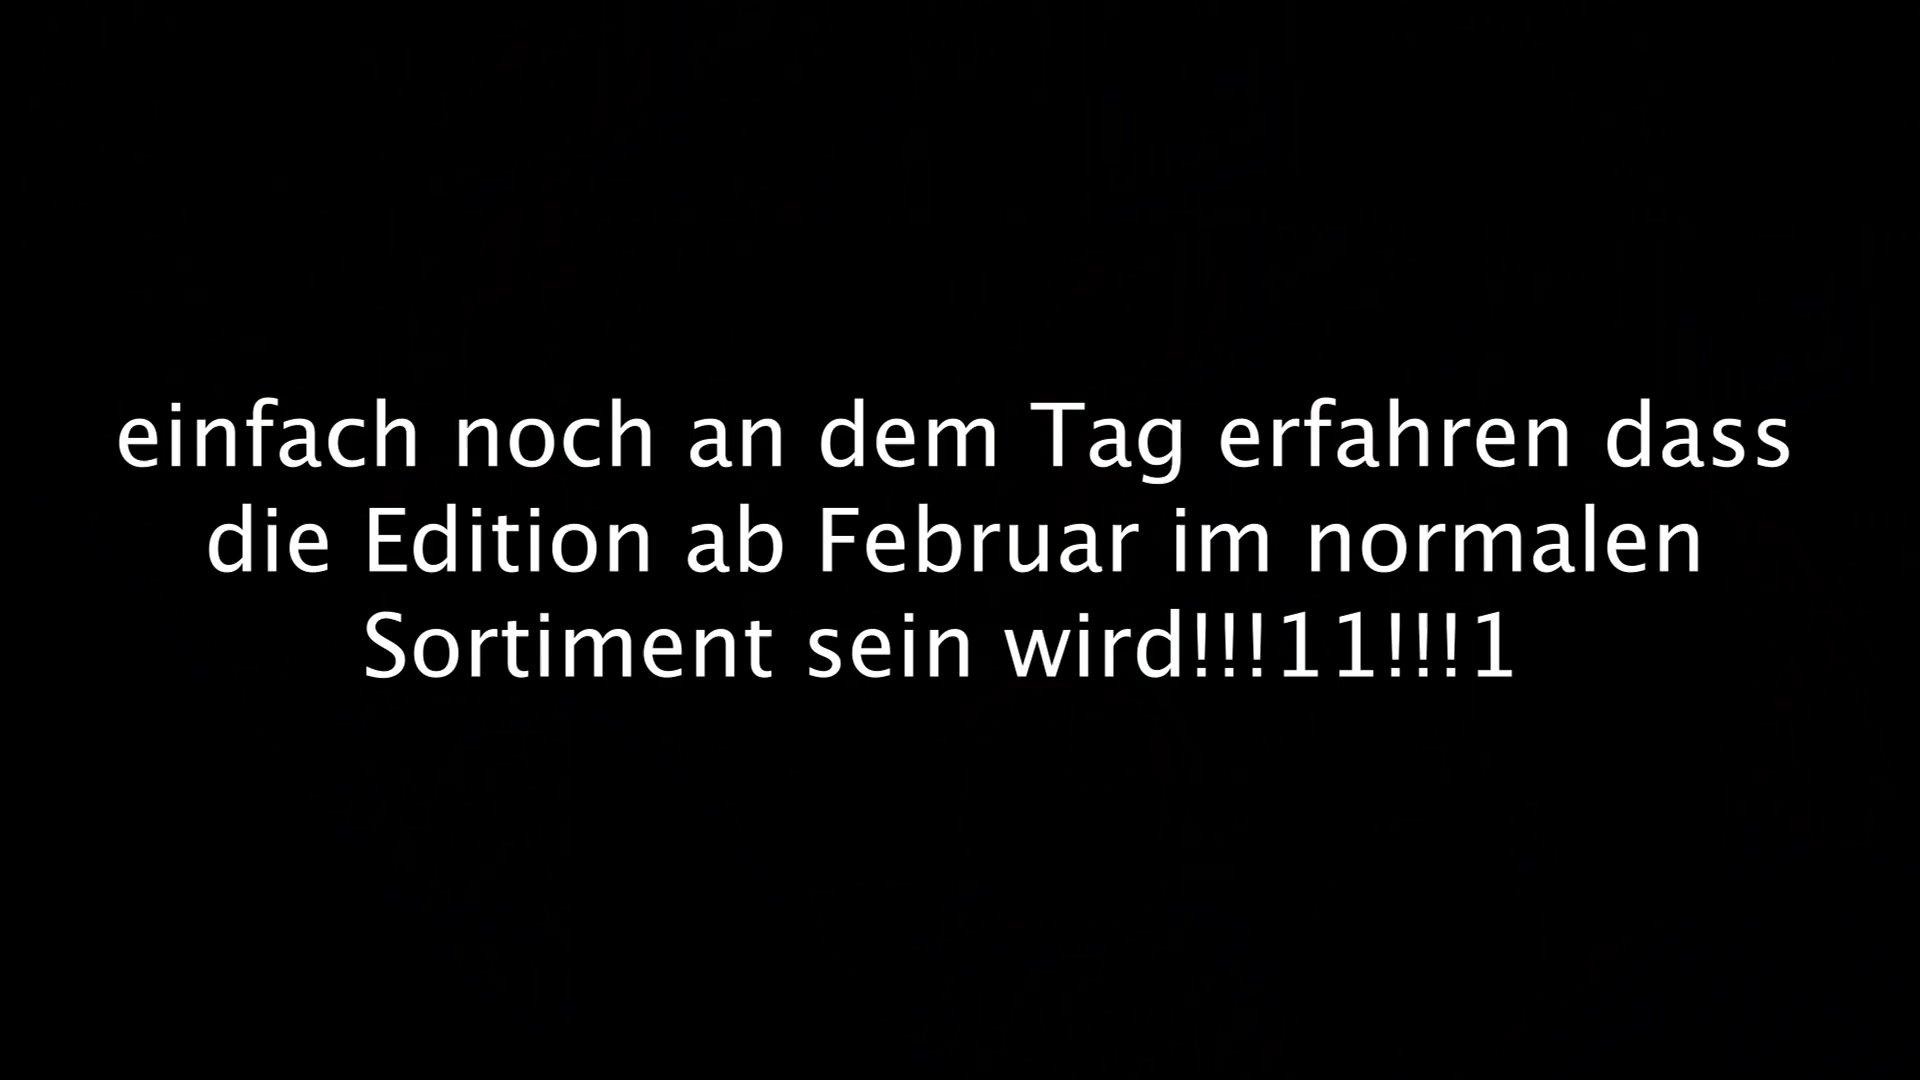 einfach noch an dem Tag erfahren dass
die Edition ab Februar im normalen
Sortiment sein wird!!!11!!!1